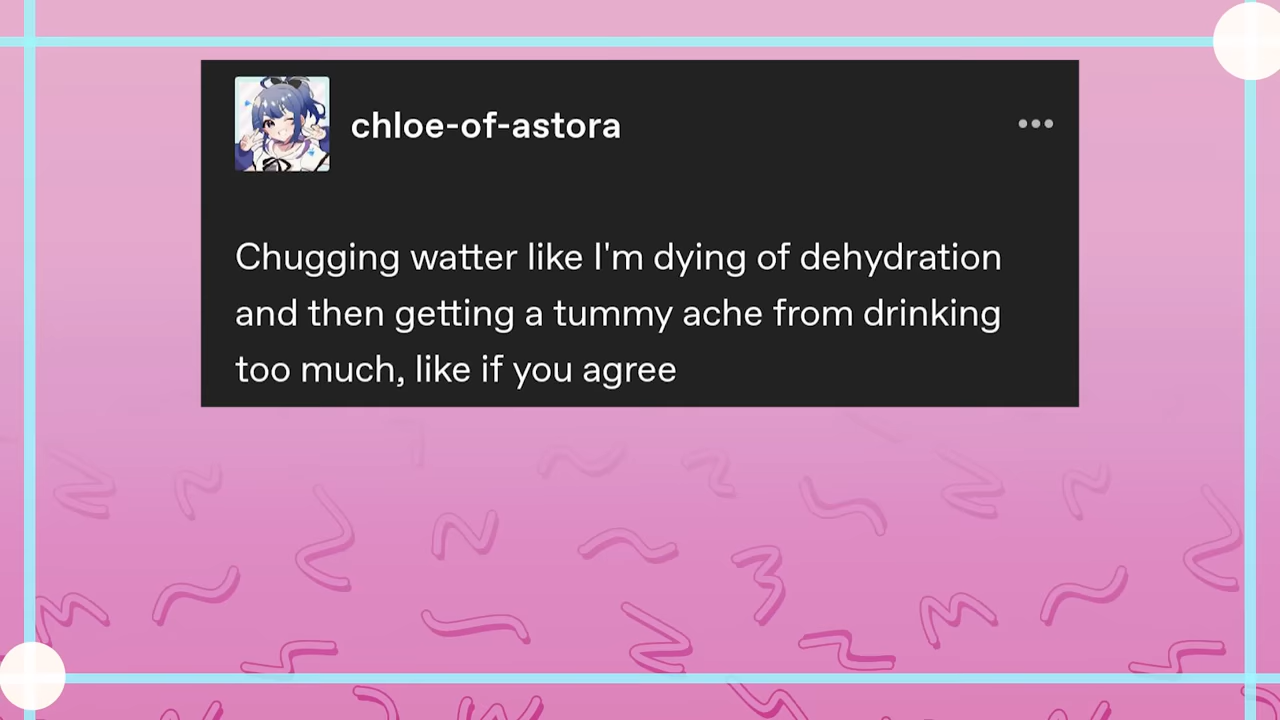 chloe-of-astora
Chugging watter like I'm dying of dehydration
and then getting a tummy ache from drinking
too much, like if you agree